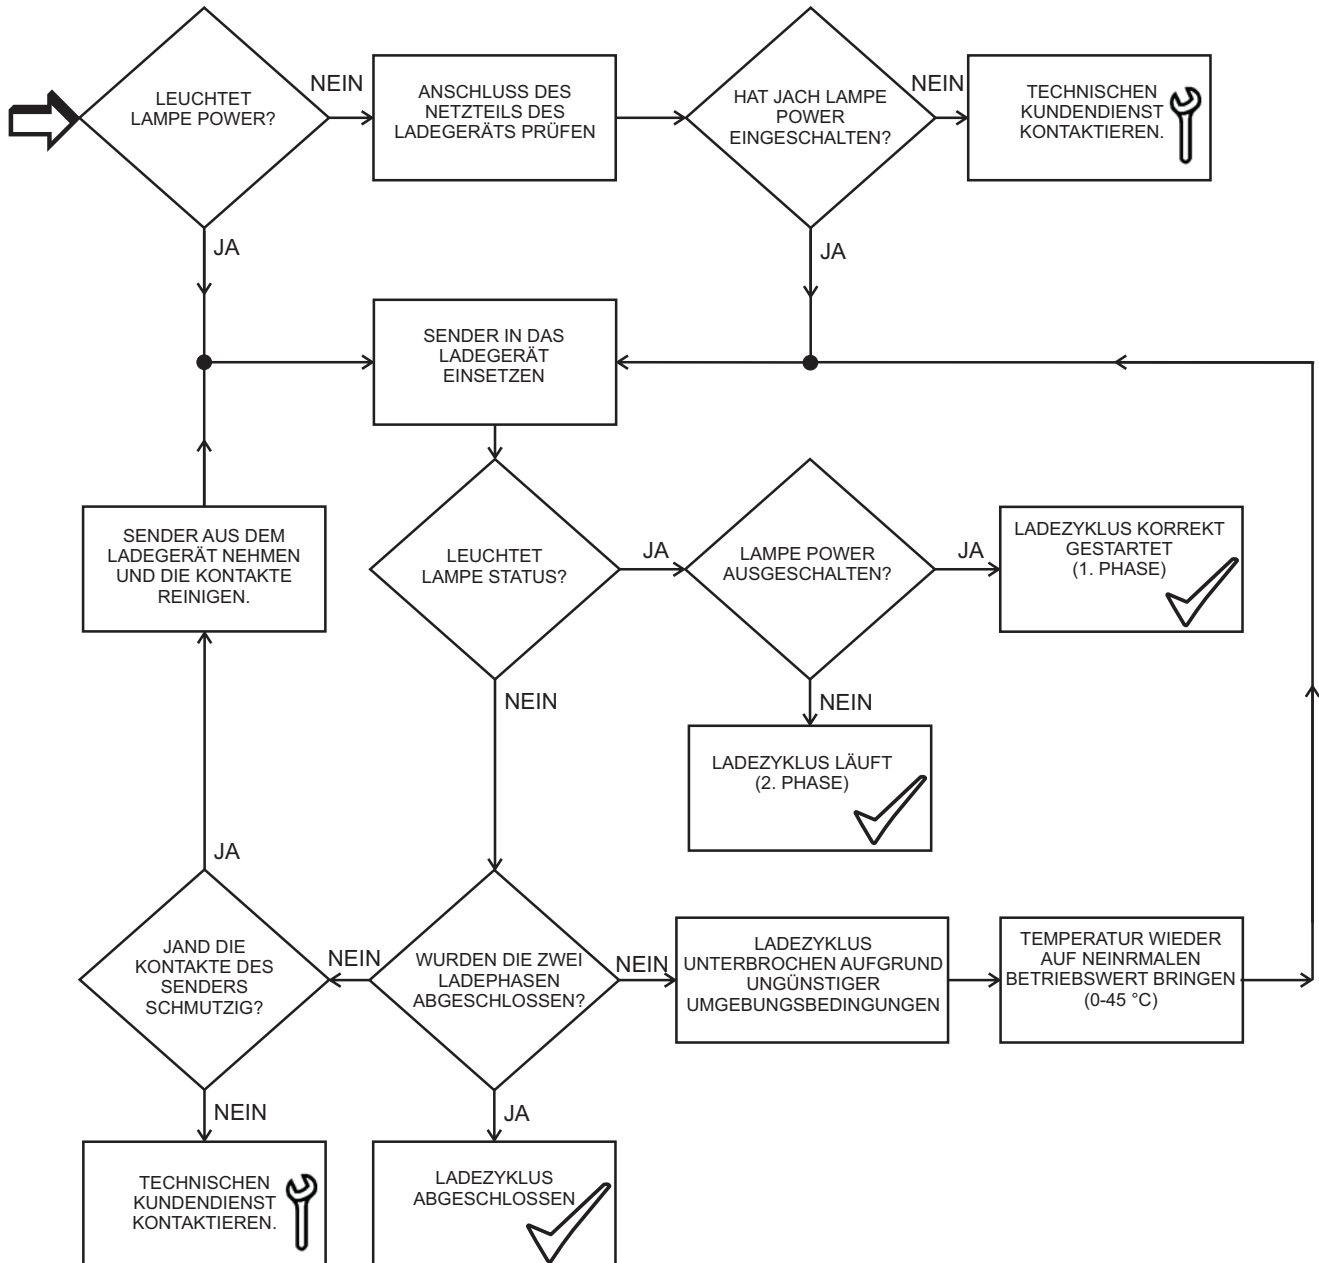 LEUCHTET
LAMPE POWER?
NEIN
ANSCHLUSS DES
NETZTEILS DES
LADEGERÄTS PRÜFEN
HAT JACH LAMPE
POWER
EINGESCHALTEN?
NEIN
TECHNISCHEN
KUNDENDIENST
KONTAKTIEREN.
JA
JA
SENDER IN DAS
LADEGERÄT
EINSETZEN
SENDER AUS DEM
LADEGERÄT NEHMEN
UND DIE KONTAKTE
REINIGEN.
LEUCHTET
LAMPE STATUS?
JA
LAMPE POWER
AUSGESCHALTEN?
JA
LADEZYKLUS KORREKT
GESTARTET
(1. PHASE)
NEIN
NEIN
LADEZYKLUS LÄUFT
(2. PHASE)
JA
JAND DIE
KONTAKTE DES
SENDERS
SCHMUTZIG?
NEIN
WURDEN DIE ZWEI
LADEPHASEN
ABGESCHLOSSEN?
NEIN
LADEZYKLUS
UNTERBROCHEN AUFGRUND
UNGÜNSTIGER
UMGEBUNGSBEDINGUNGEN
TEMPERATUR WIEDER
AUF NEINRMALEN
BETRIEBSWERT BRINGEN
(0-45 °C)
NEIN
JA
TECHNISCHEN
KUNDENDIENST
KONTAKTIEREN.
LADEZYKLUS
ABGESCHLOSSEN